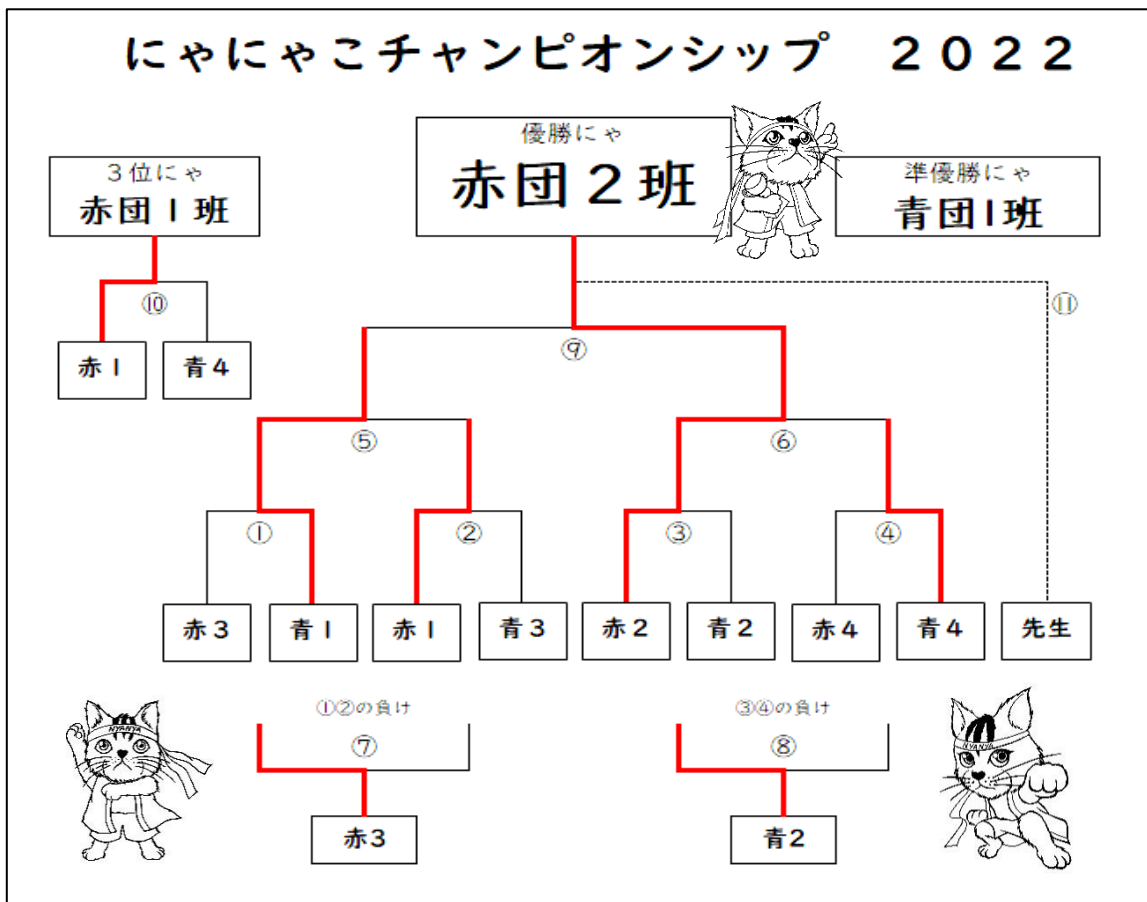 にゃにゃこチャンピオンシップ　２０２２
優勝にゃ
赤団２班
３位にゃ
赤団１班
準優勝にゃ
青団１班
⑩
⑪
赤１
青４
⑨
⑤
⑥
①
②
③
④
赤３
青１
赤１
青３
赤２
青２
赤４
青４
先生
①②の負け
③④の負け
NYANYA
NYANYA
⑦
⑧
赤３
青２